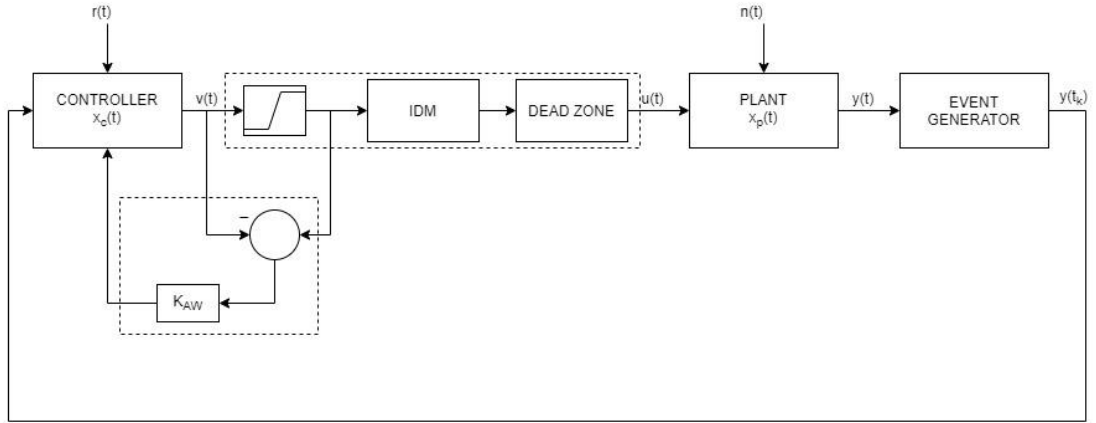 r(t)
n(t)
CONTROLLER
x_c(t)
v(t)
IDM
DEAD ZONE
u(t)
PLANT
x_p(t)
y(t)
EVENT
GENERATOR
y(t_k)
−
K_AW